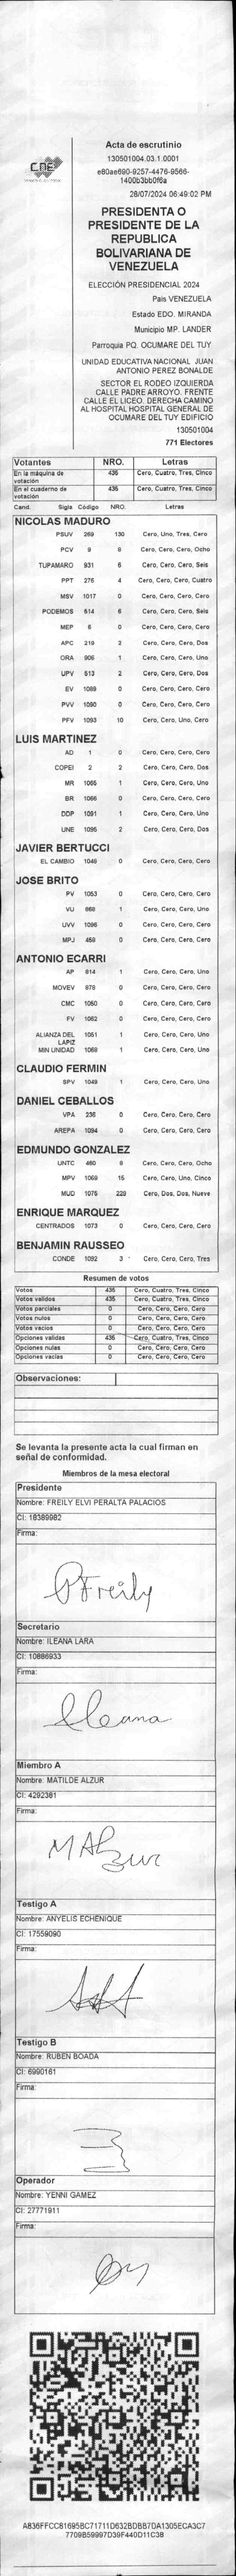 CNE
Acta de escrutinio
130501004.03.1.0001
e80ae690-9257-4476-9566-
1400b3bb0f6a
28/07/2024 06:49:02 PM
PRESIDENTA O
PRESIDENTE DE LA
REPUBLICA
BOLIVARIANA DE
VENEZUELA
ELECCIÓN PRESIDENCIAL 2024
Pais VENEZUELA
Estado EDO. MIRANDA
Municipio MP. LANDER
Parroquia PQ. OCUMARE DEL TUY
UNIDAD EDUCATIVA NACIONAL JUAN
ANTONIO PEREZ BONALDE
SECTOR EL RODEO IZQUIERDA
CALLE PADRE ARROYO. FRENTE
CALLE EL LICEO. DERECHA CAMINO
AL HOSPITAL HOSPITAL GENERAL DE
OCUMARE DEL TUY EDIFICIO
130501004
771 Electores
Votantes NRO. Letras
En la máquina de votación 435 Cero, Cuatro, Tres, Cinco
En el cuaderno de votación 435 Cero, Cuatro, Tres, Cinco
Cand. Sigla Código NRO. Letras
NICOLAS MADURO
PSUV 269 130 Cero, Uno, Tres, Cero
PCV 9 8 Cero, Cero, Cero, Ocho
TUPAMARO 931 6 Cero, Cero, Cero, Seis
PPT 276 4 Cero, Cero, Cero, Cuatro
MSV 1017 0 Cero, Cero, Cero, Cero
PODEMOS 514 6 Cero, Cero, Cero, Seis
MEP 6 0 Cero, Cero, Cero, Cero
APC 219 2 Cero, Cero, Cero, Dos
ORA 906 1 Cero, Cero, Cero, Uno
UPV 513 2 Cero, Cero, Cero, Dos
EV 1089 0 Cero, Cero, Cero, Cero
PVV 1090 0 Cero, Cero, Cero, Cero
PFV 1093 10 Cero, Cero, Uno, Cero
LUIS MARTINEZ
AD 1 0 Cero, Cero, Cero, Cero
COPEI 2 2 Cero, Cero, Cero, Dos
MR 1065 1 Cero, Cero, Cero, Uno
BR 1066 0 Cero, Cero, Cero, Cero
DDP 1091 1 Cero, Cero, Cero, Uno
UNE 1095 2 Cero, Cero, Cero, Dos
JAVIER BERTUCCI
EL CAMBIO 1048 0 Cero, Cero, Cero, Cero
JOSE BRITO
PV 1053 0 Cero, Cero, Cero, Cero
VU 868 1 Cero, Cero, Cero, Uno
UVV 1096 0 Cero, Cero, Cero, Cero
MPJ 459 0 Cero, Cero, Cero, Cero
ANTONIO ECARRI
AP 814 1 Cero, Cero, Cero, Uno
MOVEV 878 0 Cero, Cero, Cero, Cero
CMC 1050 0 Cero, Cero, Cero, Cero
FV 1062 0 Cero, Cero, Cero, Cero
ALIANZA DEL LAPIZ 1051 1 Cero, Cero, Cero, Uno
MIN UNIDAD 1068 1 Cero, Cero, Cero, Uno
CLAUDIO FERMIN
SPV 1049 1 Cero, Cero, Cero, Uno
DANIEL CEBALLOS
VPA 236 0 Cero, Cero, Cero, Cero
AREPA 1094 0 Cero, Cero, Cero, Cero
EDMUNDO GONZALEZ
UNTC 460 8 Cero, Cero, Cero, Ocho
MPV 1069 15 Cero, Cero, Uno, Cinco
MUD 1075 229 Cero, Dos, Dos, Nueve
ENRIQUE MARQUEZ
CENTRADOS 1073 0 Cero, Cero, Cero, Cero
BENJAMIN RAUSSEO
CONDE 1092 3 Cero, Cero, Cero, Tres
Resumen de votos
Votos 435 Cero, Cuatro, Tres, Cinco
Votos validos 435 Cero, Cuatro, Tres, Cinco
Votos parciales 0 Cero, Cero, Cero, Cero
Votos nulos 0 Cero, Cero, Cero, Cero
Votos vacios 0 Cero, Cero, Cero, Cero
Opciones validas 435 Cero, Cuatro, Tres, Cinco
Opciones nulas 0 Cero, Cero, Cero, Cero
Opciones vacias 0 Cero, Cero, Cero, Cero
Observaciones:
Se levanta la presente acta la cual firman en
señal de conformidad.
Miembros de la mesa electoral
Presidente
Nombre: FREILY ELVI PERALTA PALACIOS
CI: 18389982
Firma:
Freily
Secretario
Nombre: ILEANA LARA
CI: 10886933
Firma:
Ileana
Miembro A
Nombre: MATILDE ALZUR
CI: 4292381
Firma:
MAlzur
Testigo A
Nombre: ANYELIS ECHENIQUE
CI: 17559090
Firma:
Testigo B
Nombre: RUBEN BOADA
CI: 6990161
Firma:
Operador
Nombre: YENNI GAMEZ
CI: 27771911
Firma:
A836FFCC81695BC71711D632BDBB7DA1305ECA3C7
7709B59997D39F440D11C38